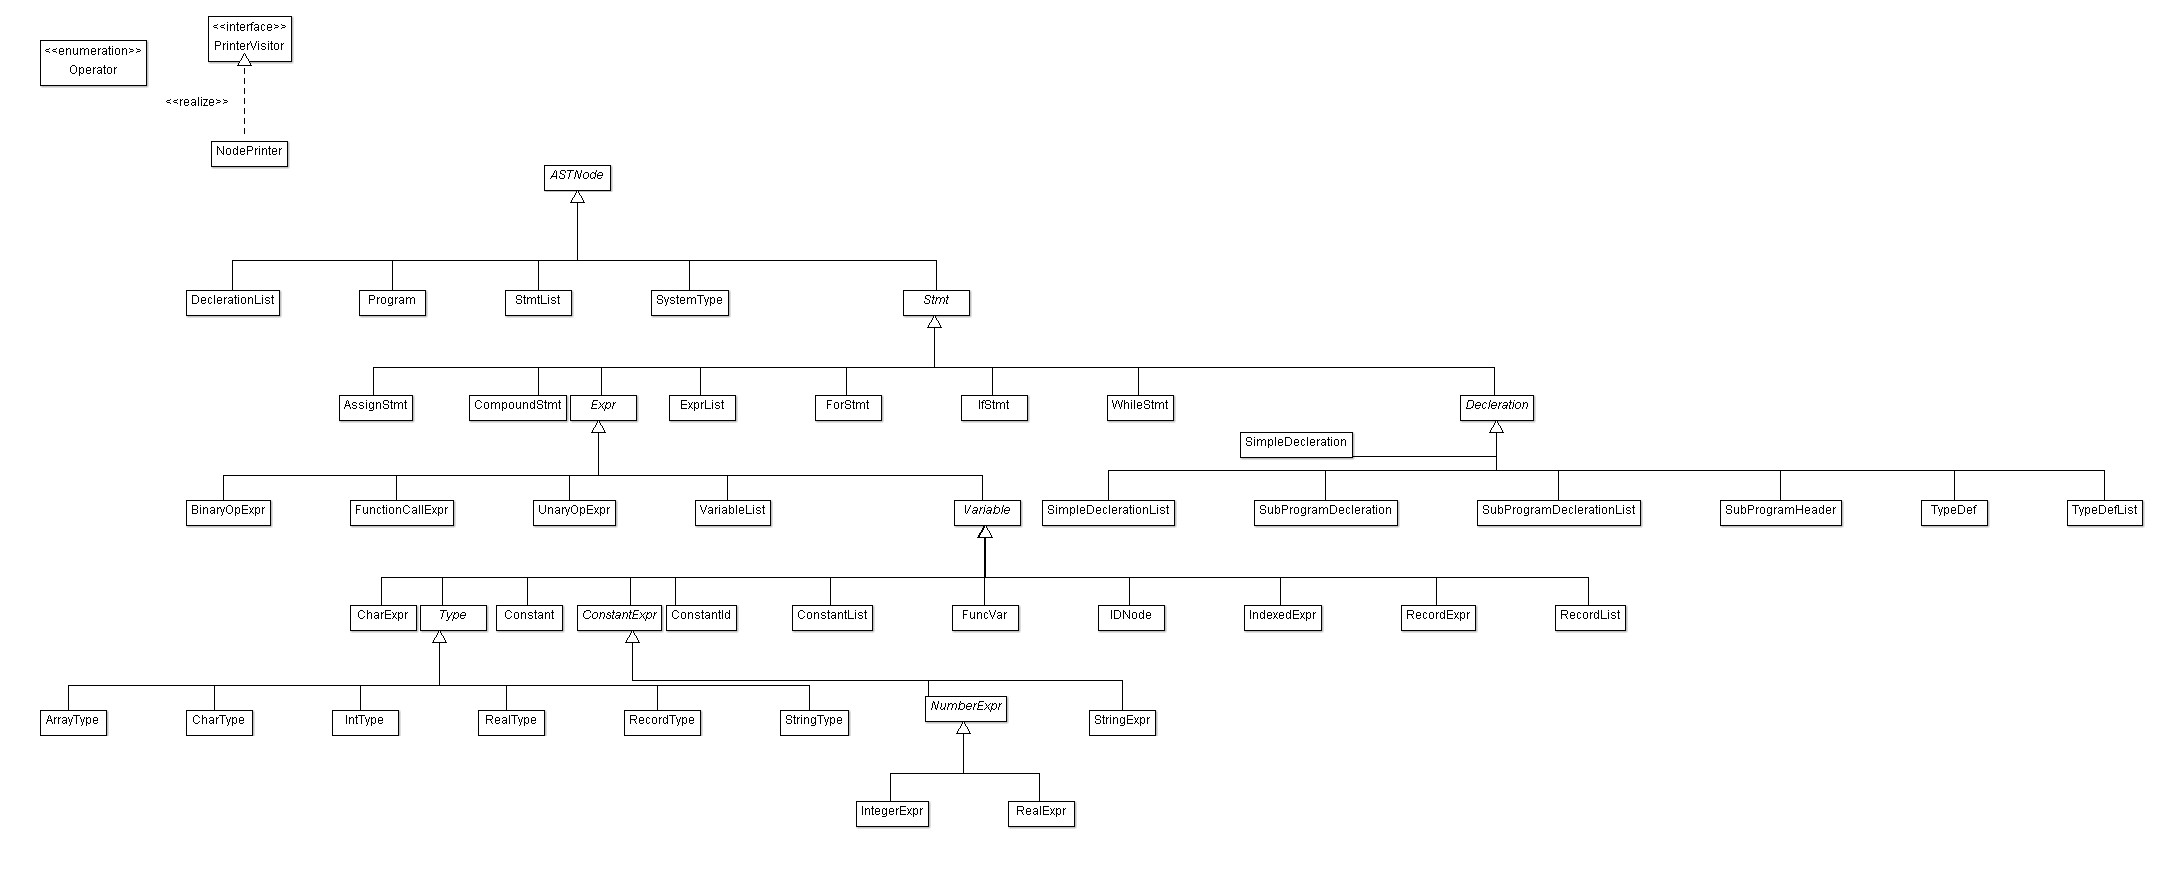 <<interface>>
PrinterVisitor
<<enumeration>>
Operator
<<realize>>
NodePrinter
ASTNode
DeclerationList
Program
StmtList
SystemType
Stmt
AssignStmt
CompoundStmt
Expr
ExprList
ForStmt
IfStmt
WhileStmt
Decleration
SimpleDecleration
BinaryOpExpr
FunctionCallExpr
UnaryOpExpr
VariableList
Variable
SimpleDeclerationList
SubProgramDecleration
SubProgramDeclerationList
SubProgramHeader
TypeDef
TypeDefList
CharExpr
Type
Constant
ConstantExpr
ConstantId
ConstantList
FuncVar
IDNode
IndexedExpr
RecordExpr
RecordList
ArrayType
CharType
IntType
RealType
RecordType
StringType
NumberExpr
StringExpr
IntegerExpr
RealExpr